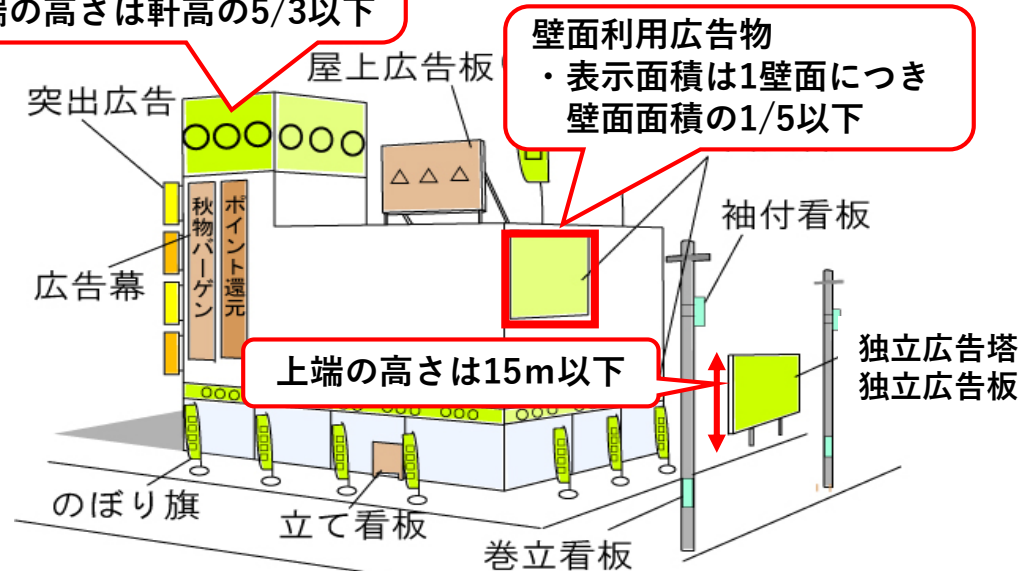 端の高さは軒高の5/3以下
壁面利用広告物
・表示面積は1壁面につき
壁面面積の1/5以下
屋上広告板
突出広告
○○○
○○○
△△△
袖付看板
秋物バーゲン
ポイント還元
広告幕
上端の高さは15m以下
独立広告塔
独立広告板
のぼり旗
立て看板
巻立看板